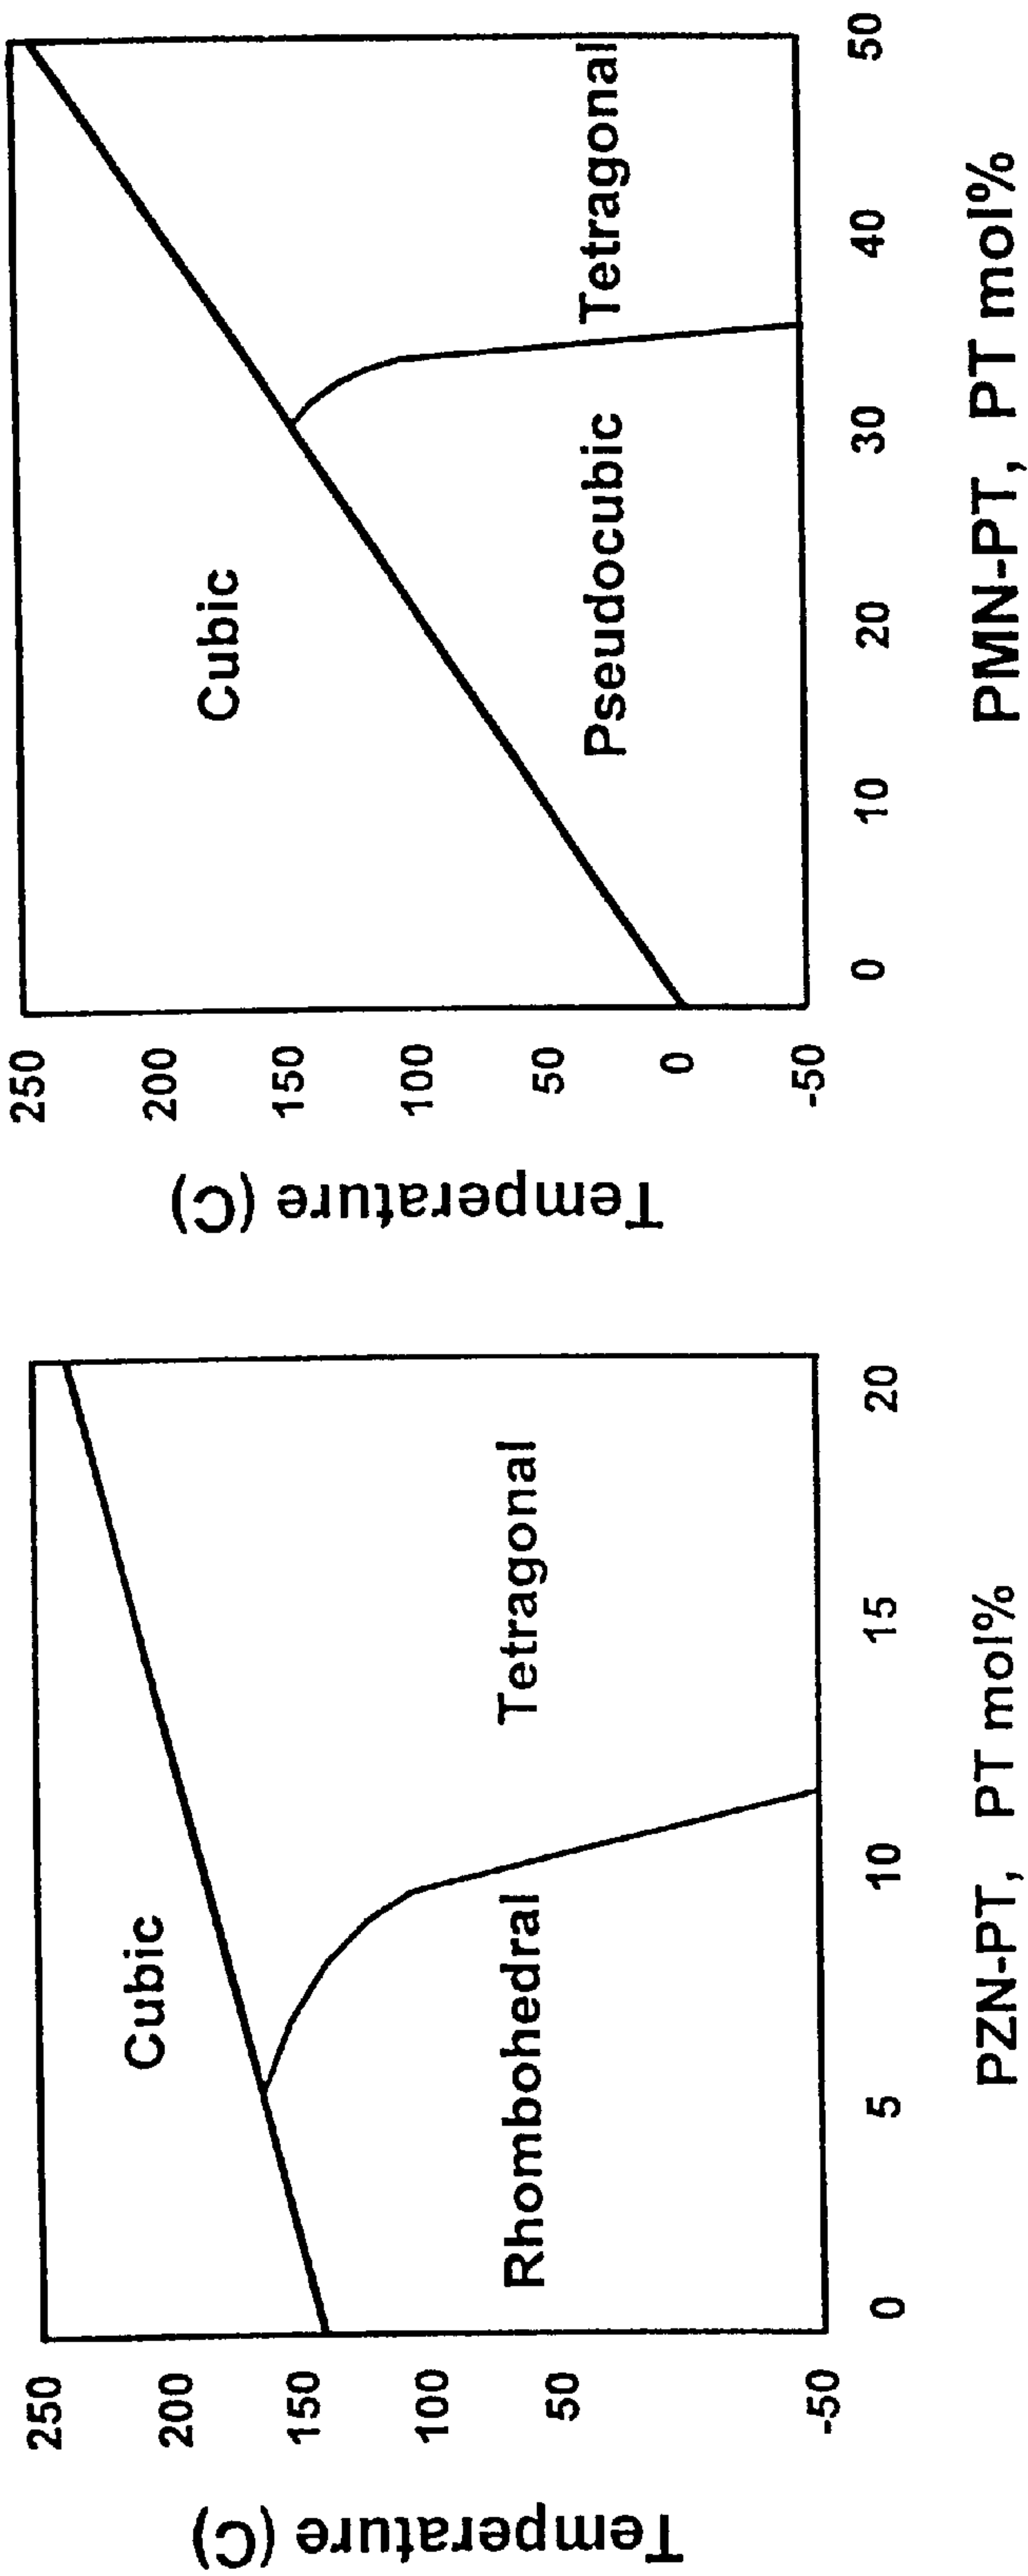 Temperature (C)
250
200
150
100
50
-50
Cubic
Rhombohedral
Tetragonal
0
5
10
15
20
PZN-PT, PT mol%
Temperature (C)
250
200
150
100
50
0
-50
Cubic
Pseudocubic
Tetragonal
0
10
20
30
40
50
PMN-PT, PT mol%